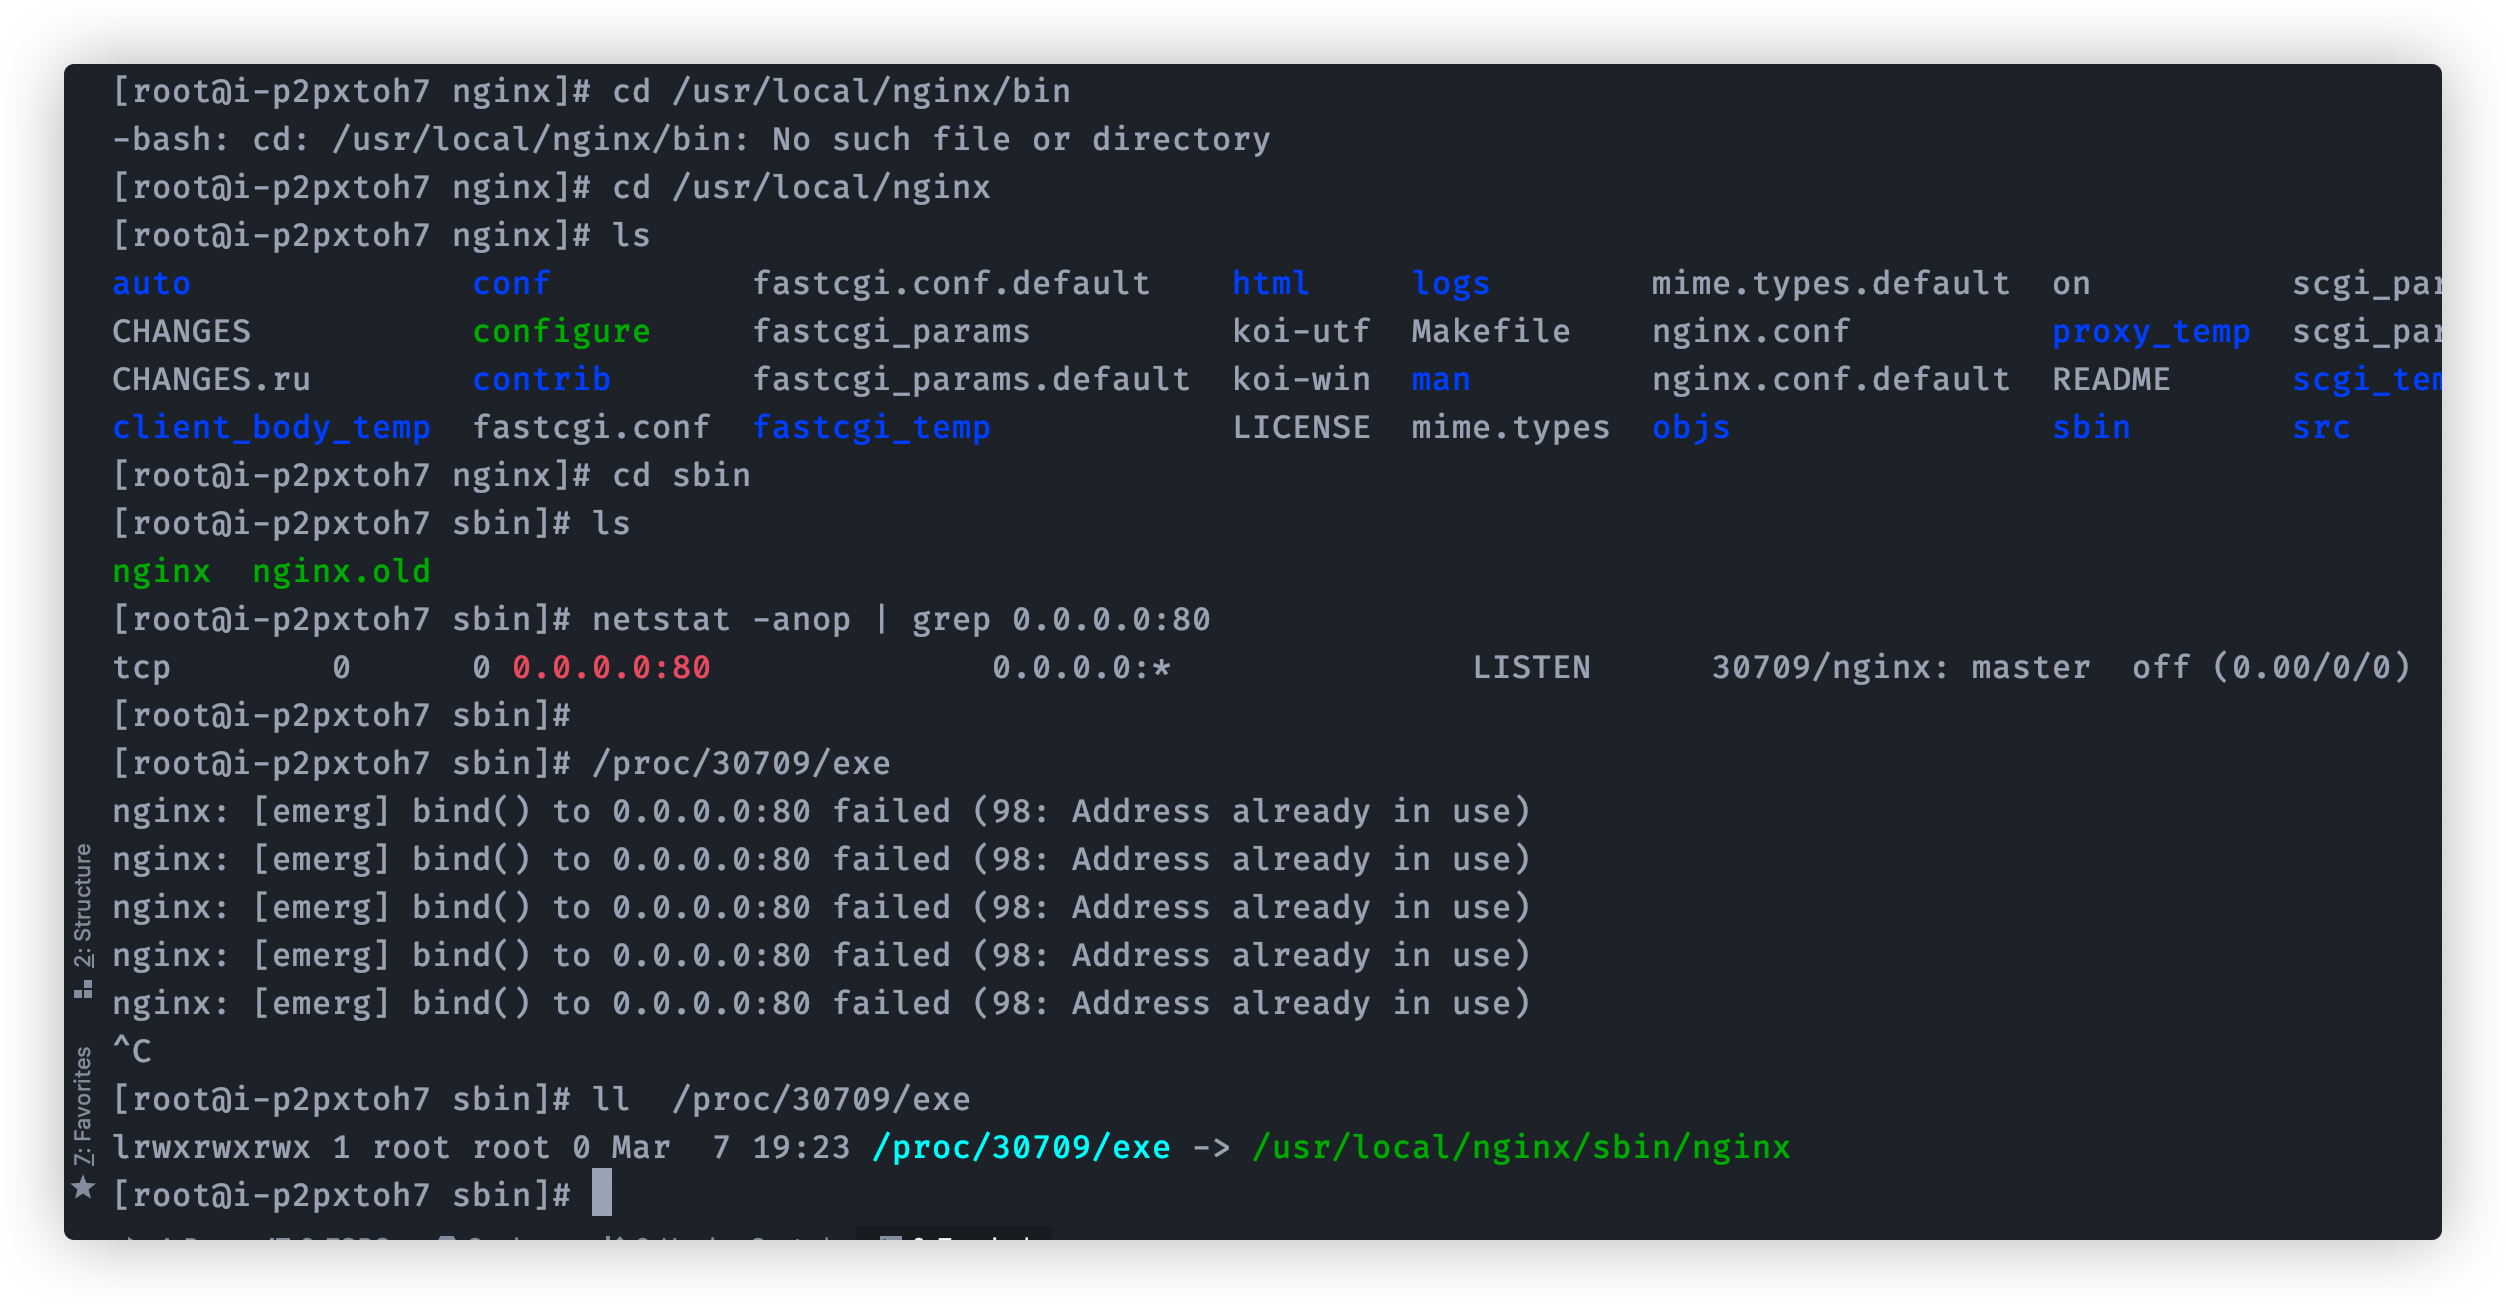 [root@i-p2pxtoh7 nginx]# cd /usr/local/nginx/bin
-bash: cd: /usr/local/nginx/bin: No such file or directory
[root@i-p2pxtoh7 nginx]# cd /usr/local/nginx
[root@i-p2pxtoh7 nginx]# ls
auto conf fastcgi.conf.default html logs mime.types.default on scgi_par
CHANGES configure fastcgi_params koi-utf Makefile nginx.conf proxy_temp scgi_par
CHANGES.ru contrib fastcgi_params.default koi-win man nginx.conf.default README scgi_tem
client_body_temp fastcgi.conf fastcgi_temp LICENSE mime.types objs sbin src
[root@i-p2pxtoh7 nginx]# cd sbin
[root@i-p2pxtoh7 sbin]# ls
nginx nginx.old
[root@i-p2pxtoh7 sbin]# netstat -anop | grep 0.0.0.0:80
tcp 0 0 0.0.0.0:80 0.0.0.0:* LISTEN 30709/nginx: master off (0.00/0/0)
[root@i-p2pxtoh7 sbin]#
[root@i-p2pxtoh7 sbin]# /proc/30709/exe
nginx: [emerg] bind() to 0.0.0.0:80 failed (98: Address already in use)
nginx: [emerg] bind() to 0.0.0.0:80 failed (98: Address already in use)
nginx: [emerg] bind() to 0.0.0.0:80 failed (98: Address already in use)
nginx: [emerg] bind() to 0.0.0.0:80 failed (98: Address already in use)
nginx: [emerg] bind() to 0.0.0.0:80 failed (98: Address already in use)
^C
[root@i-p2pxtoh7 sbin]# ll  /proc/30709/exe
lrwxrwxrwx 1 root root 0 Mar  7 19:23 /proc/30709/exe -> /usr/local/nginx/sbin/nginx
[root@i-p2pxtoh7 sbin]#
2: Structure
7: Favorites